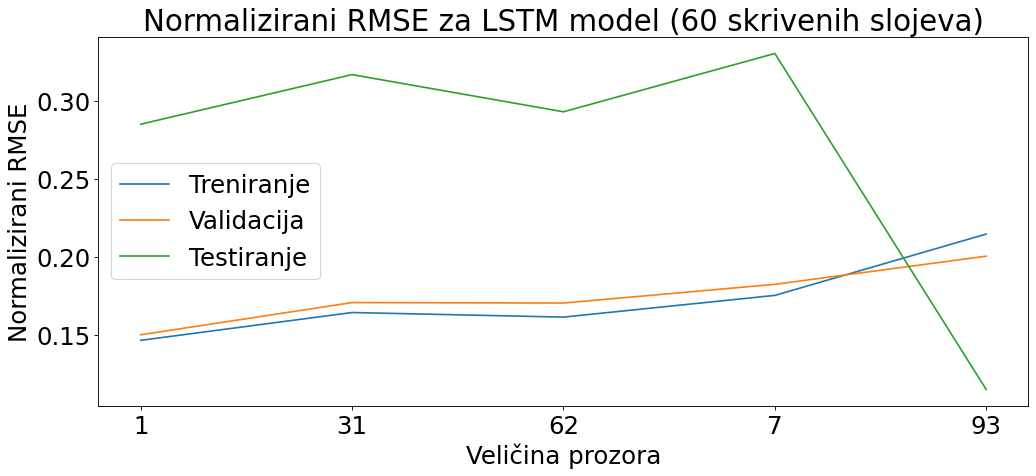 Normalizirani RMSE za LSTM model (60 skrivenih slojeva)
Normalizirani RMSE
0.30
0.25
0.20
0.15
Treniranje
Validacija
Testiranje
1 31 62 7 93
Veličina prozora